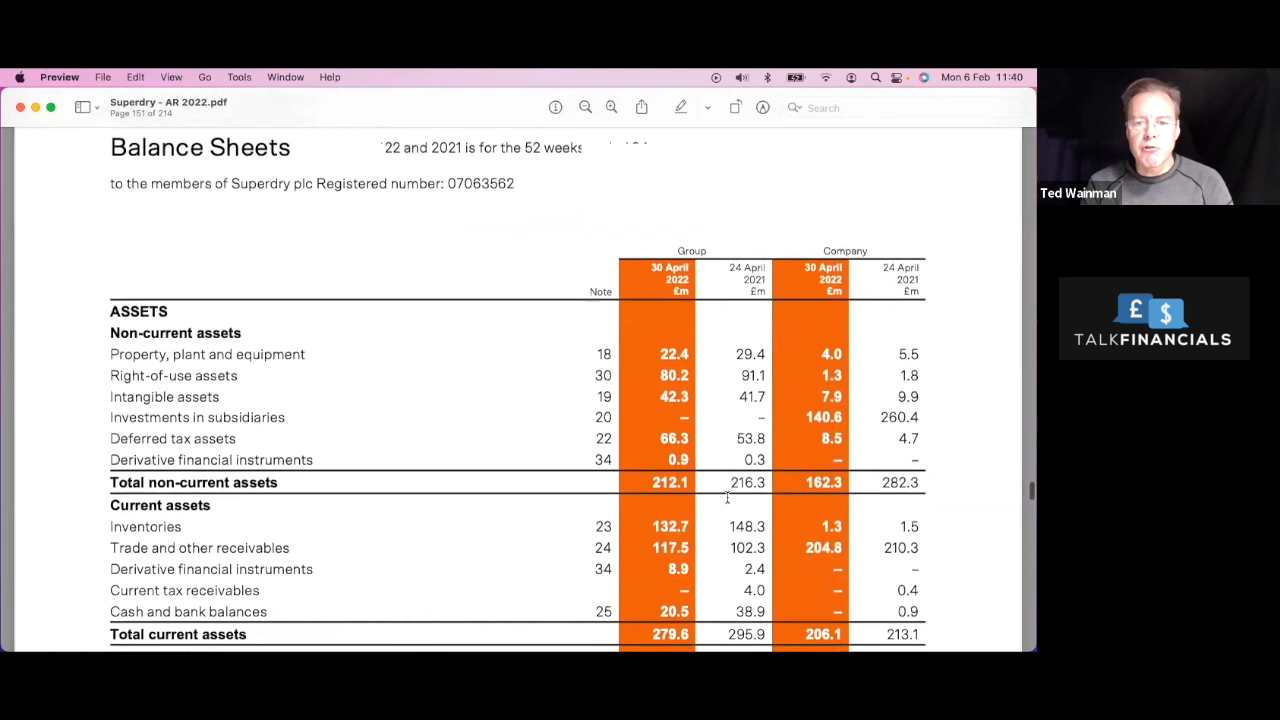 Preview File Edit View Go Tools Window Help Mon 6 Feb 11:40
Superdry - AR 2022.pdf
Page 151 of 214
Search
Balance Sheets '22 and 2021 is for the 52 weeks
to the members of Superdry plc Registered number: 07063562
Group Company
30 April 24 April 30 April 24 April
2022 2021 2022 2021
Note £m £m £m £m
ASSETS
Non-current assets
Property, plant and equipment 18 22.4 29.4 4.0 5.5
Right-of-use assets 30 80.2 91.1 1.3 1.8
Intangible assets 19 42.3 41.7 7.9 9.9
Investments in subsidiaries 20 – – 140.6 260.4
Deferred tax assets 22 66.3 53.8 8.5 4.7
Derivative financial instruments 34 0.9 0.3 – –
Total non-current assets 212.1 216.3 162.3 282.3
Current assets
Inventories 23 132.7 148.3 1.3 1.5
Trade and other receivables 24 117.5 102.3 204.8 210.3
Derivative financial instruments 34 8.9 2.4 – –
Current tax receivables – 4.0 – 0.4
Cash and bank balances 25 20.5 38.9 – 0.9
Total current assets 279.6 295.9 206.1 213.1
Ted Wainman
£ $
TALKFINANCIALS